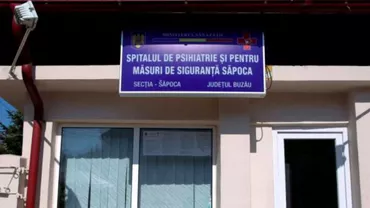 SPITALUL DE PSIHIATRIE ȘI PENTRU
MĂSURI DE SIGURANȚĂ SĂPOCA
SECȚIA - SĂPOCA JUDEȚUL BUZĂU